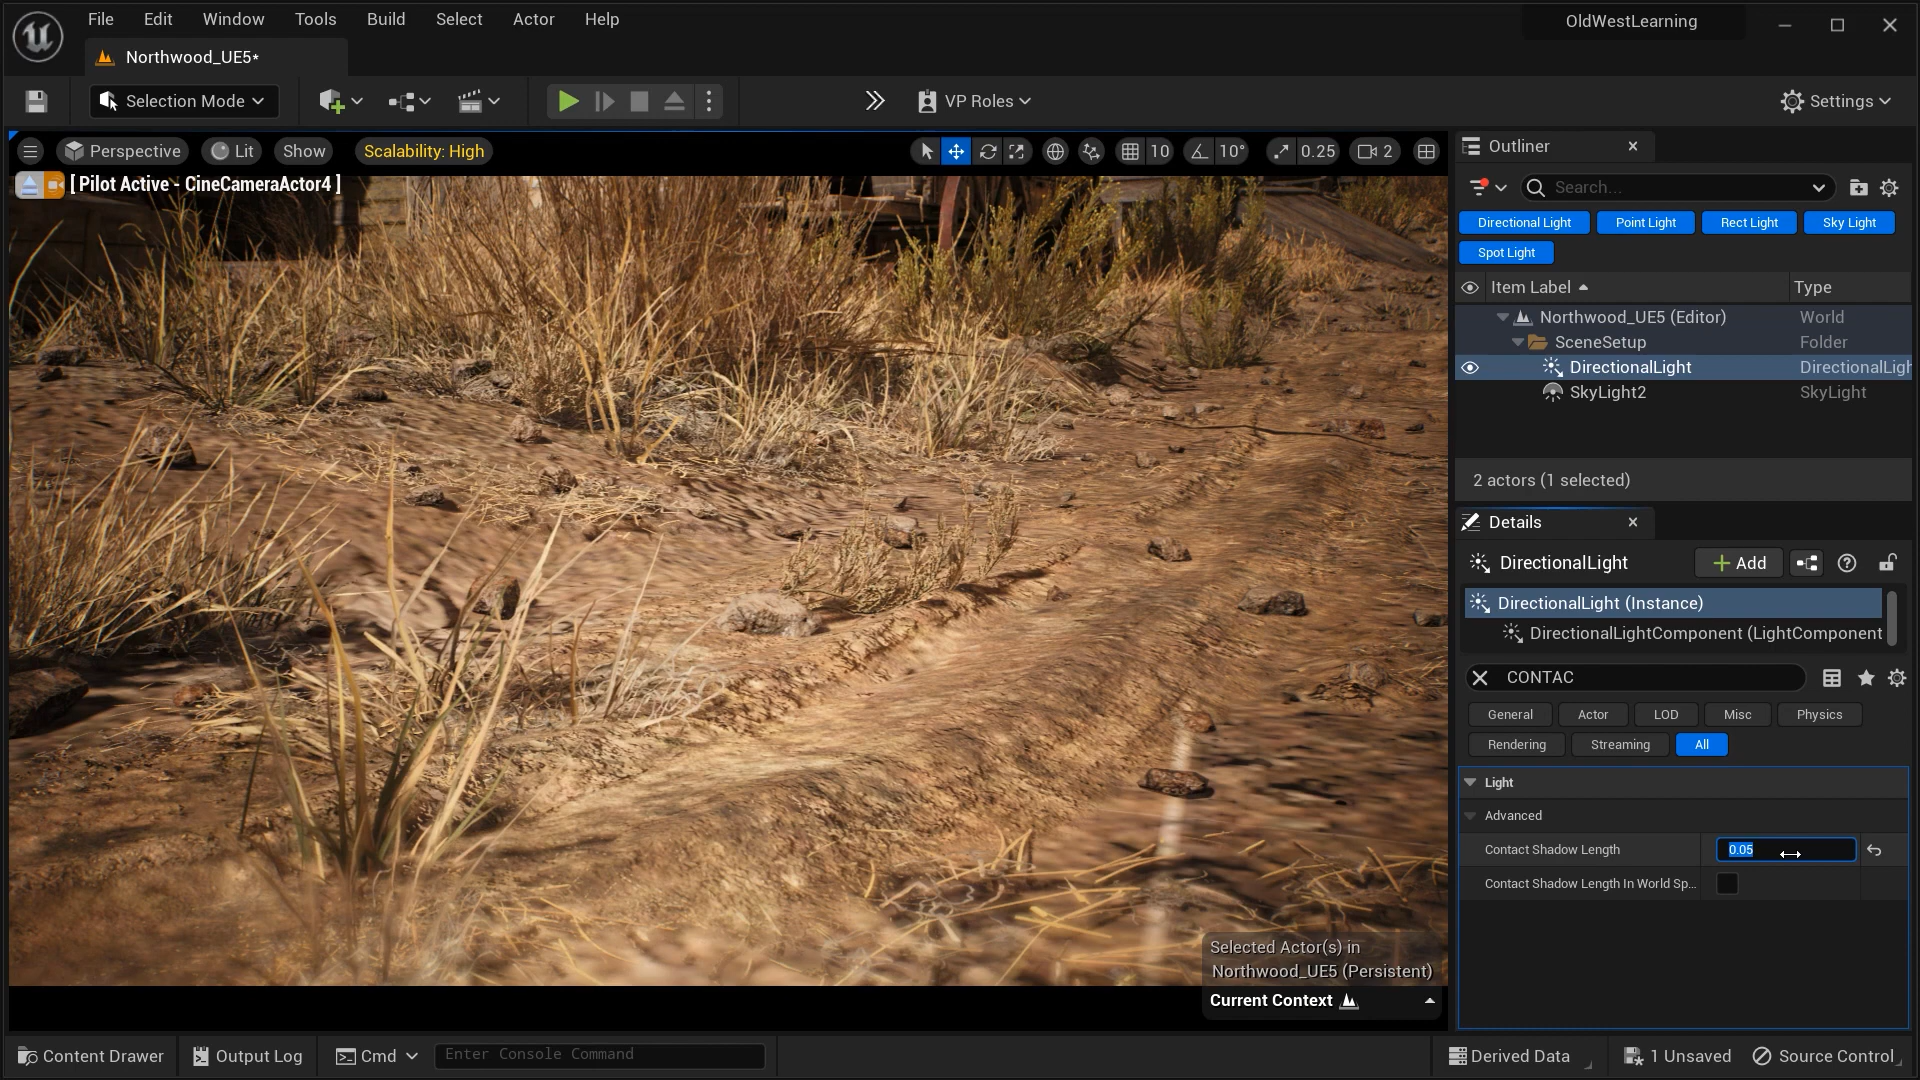 File Edit Window Tools Build Select Actor Help
OldWestLearning
Northwood_UE5*
Selection Mode
VP Roles
Settings
Perspective Lit Show Scalability: High
10 10° 0.25 2
[ Pilot Active - CineCameraActor4 ]
Outliner
Search...
Directional Light Point Light Rect Light Sky Light
Spot Light
Item Label Type
Northwood_UE5 (Editor) World
SceneSetup Folder
DirectionalLight DirectionalLigh
SkyLight2 SkyLight
2 actors (1 selected)
Details
DirectionalLight Add
DirectionalLight (Instance)
DirectionalLightComponent (LightComponent
CONTAC
General Actor LOD Misc Physics
Rendering Streaming All
Light
Advanced
Contact Shadow Length 0.05
Contact Shadow Length In World Sp...
Selected Actor(s) in
Northwood_UE5 (Persistent)
Current Context
Content Drawer Output Log Cmd Enter Console Command
Derived Data 1 Unsaved Source Control